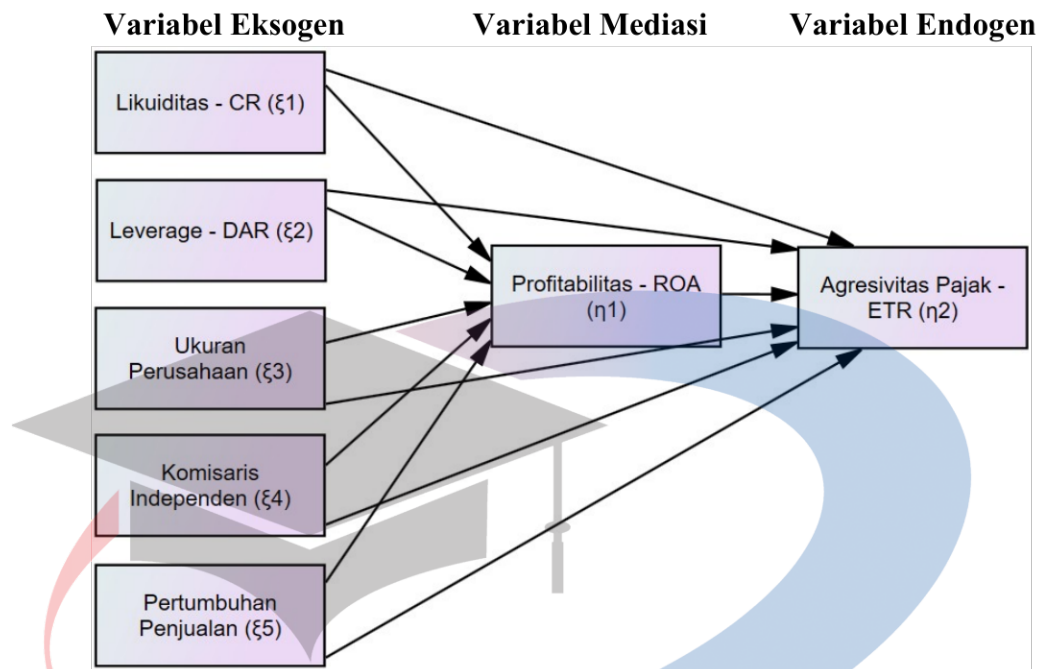 Variabel Eksogen
Variabel Mediasi
Variabel Endogen
Likuiditas - CR (ξ1)
Leverage - DAR (ξ2)
Ukuran
Perusahaan (ξ3)
Komisaris
Independen (ξ4)
Pertumbuhan
Penjualan (ξ5)
Profitabilitas - ROA
(η1)
Agresivitas Pajak -
ETR (η2)